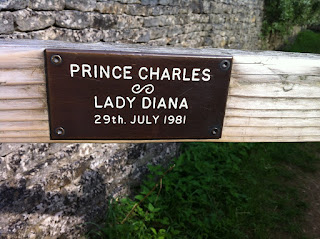 PRINCE CHARLES
LADY DIANA
29th. JULY 1981